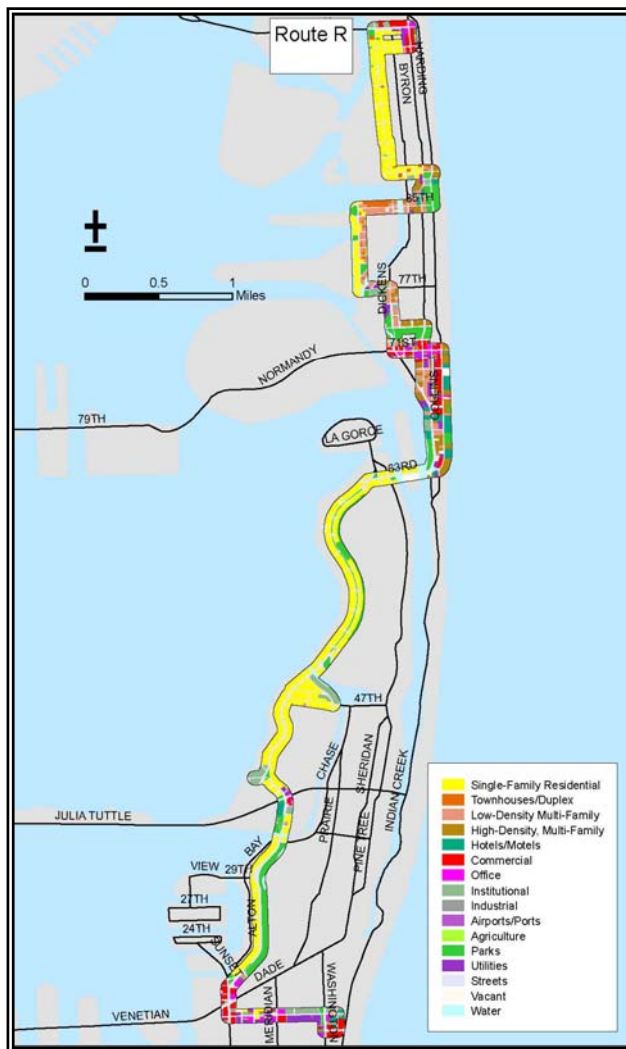 Route R
HARDING
BYRON
85TH
DICKENS
77TH
0 0.5 1
Miles
71ST
NORMANDY
COLLINS
79TH
LA GORCE
63RD
47TH
CHASE
SHERIDAN
PRAIRIE
INDIAN CREEK
PINE TREE
JULIA TUTTLE
BAY
VIEW
29TH
27TH
ALTON
24TH
SUNSET
DADE
WASHINGTON
MERIDIAN
VENETIAN
Single-Family Residential
Townhouses/Duplex
Low-Density Multi-Family
High-Density, Multi-Family
Hotels/Motels
Commercial
Office
Institutional
Industrial
Airports/Ports
Agriculture
Parks
Utilities
Streets
Vacant
Water